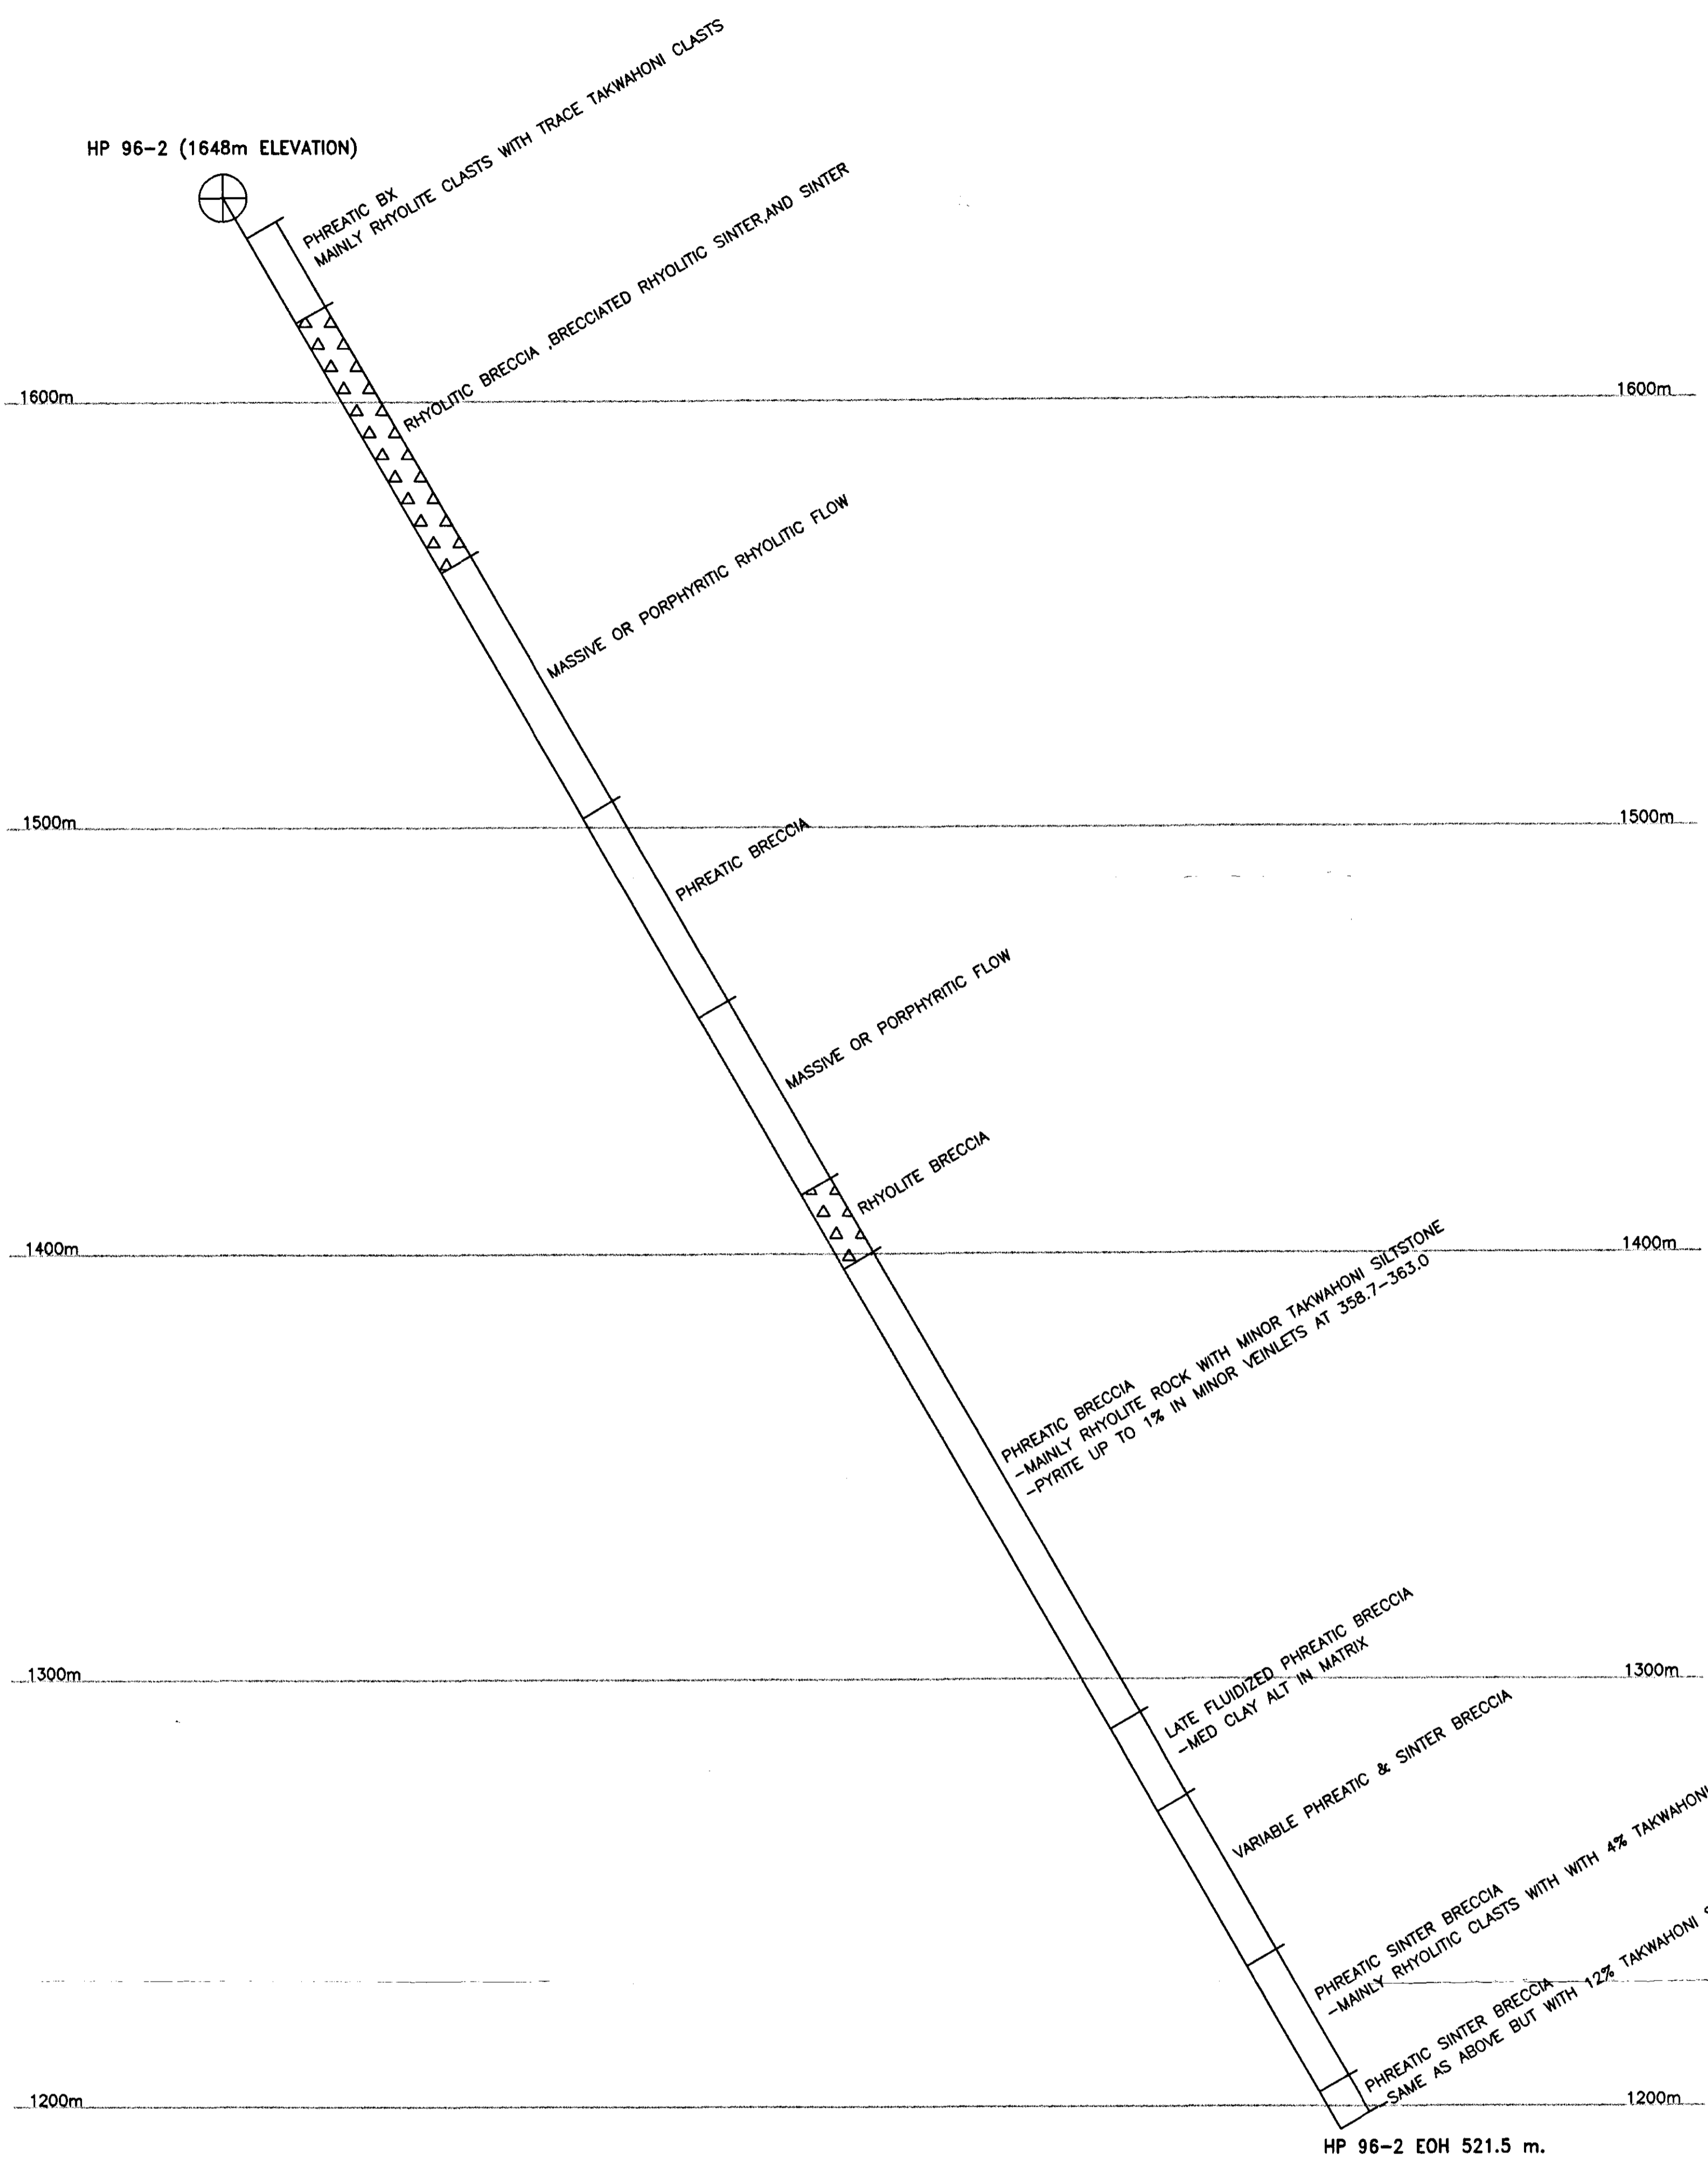 HP 96-2 (1648m ELEVATION)
PHREATIC BX
MAINLY RHYOLITE CLASTS WITH TRACE TAKWAHONI CLASTS
RHYOLITIC BRECCIA ,BRECCIATED RHYOLITIC SINTER,AND SINTER
1600m
1600m
MASSIVE OR PORPHYRITIC RHYOLITIC FLOW
1500m
1500m
PHREATIC BRECCIA
MASSIVE OR PORPHYRITIC FLOW
RHYOLITE BRECCIA
1400m
1400m
PHREATIC BRECCIA
-MAINLY RHYOLITE ROCK WITH MINOR TAKWAHONI SILTSTONE
-PYRITE UP TO 1% IN MINOR VEINLETS AT 358.7-363.0
1300m
1300m
LATE FLUIDIZED PHREATIC BRECCIA
-MED CLAY ALT IN MATRIX
VARIABLE PHREATIC & SINTER BRECCIA
PHREATIC SINTER BRECCIA
-MAINLY RHYOLITIC CLASTS WITH WITH 4% TAKWAHONI
PHREATIC SINTER BRECCIA
-SAME AS ABOVE BUT WITH 12% TAKWAHONI
1200m
1200m
HP 96-2 EOH 521.5 m.